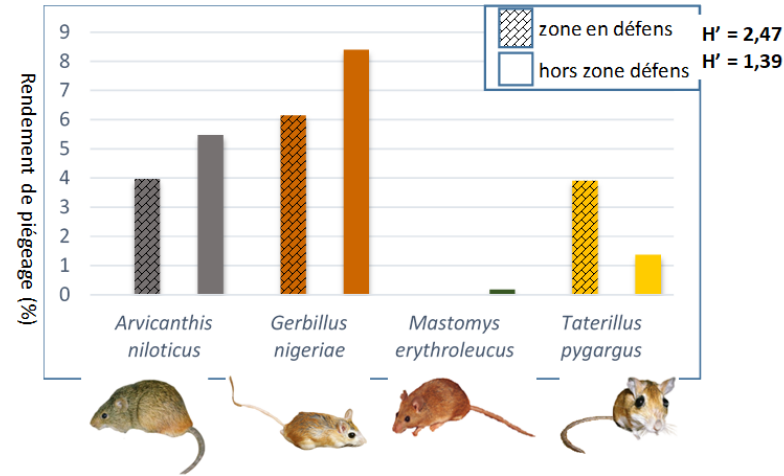 zone en défens
H' = 2,47
hors zone défens
H' = 1,39
Rendement de piégeage (%)
9
8
7
6
5
4
3
2
1
0
Arvicanthis
niloticus
Gerbillus
nigeriae
Mastomys
erythroleucus
Taterillus
pygargus